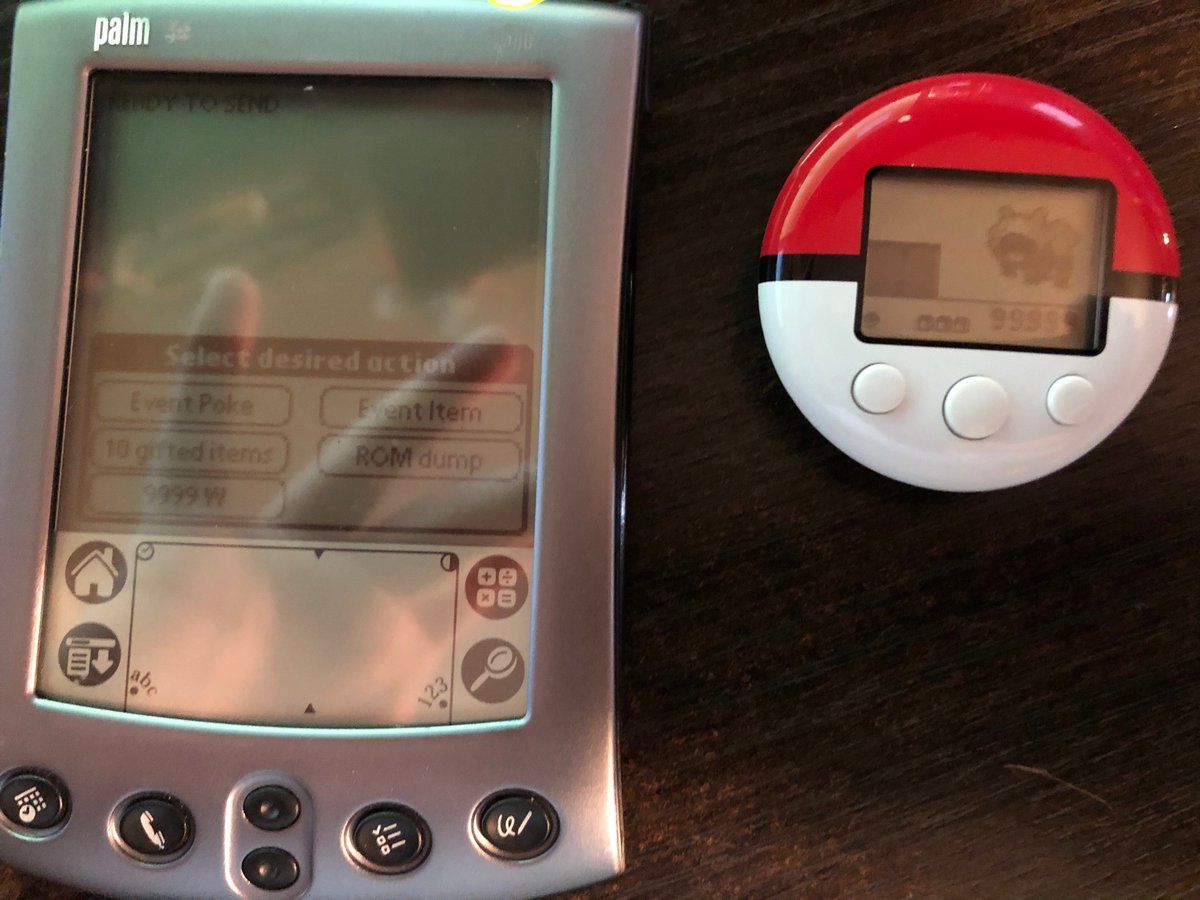 palm
READY TO SEND
Select desired action
Event Poke
Event Item
10 gifted items
ROM dump
9999 W
abc
123